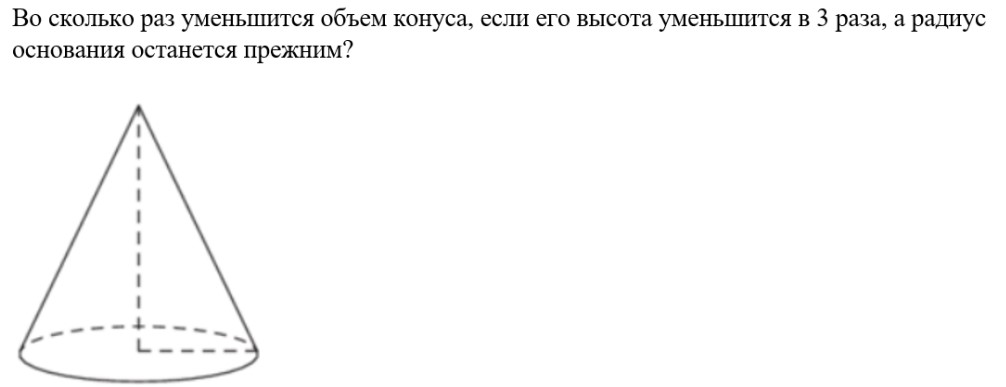 Во сколько раз уменьшится объем конуса, если его высота уменьшится в 3 раза, а радиус
основания останется прежним?